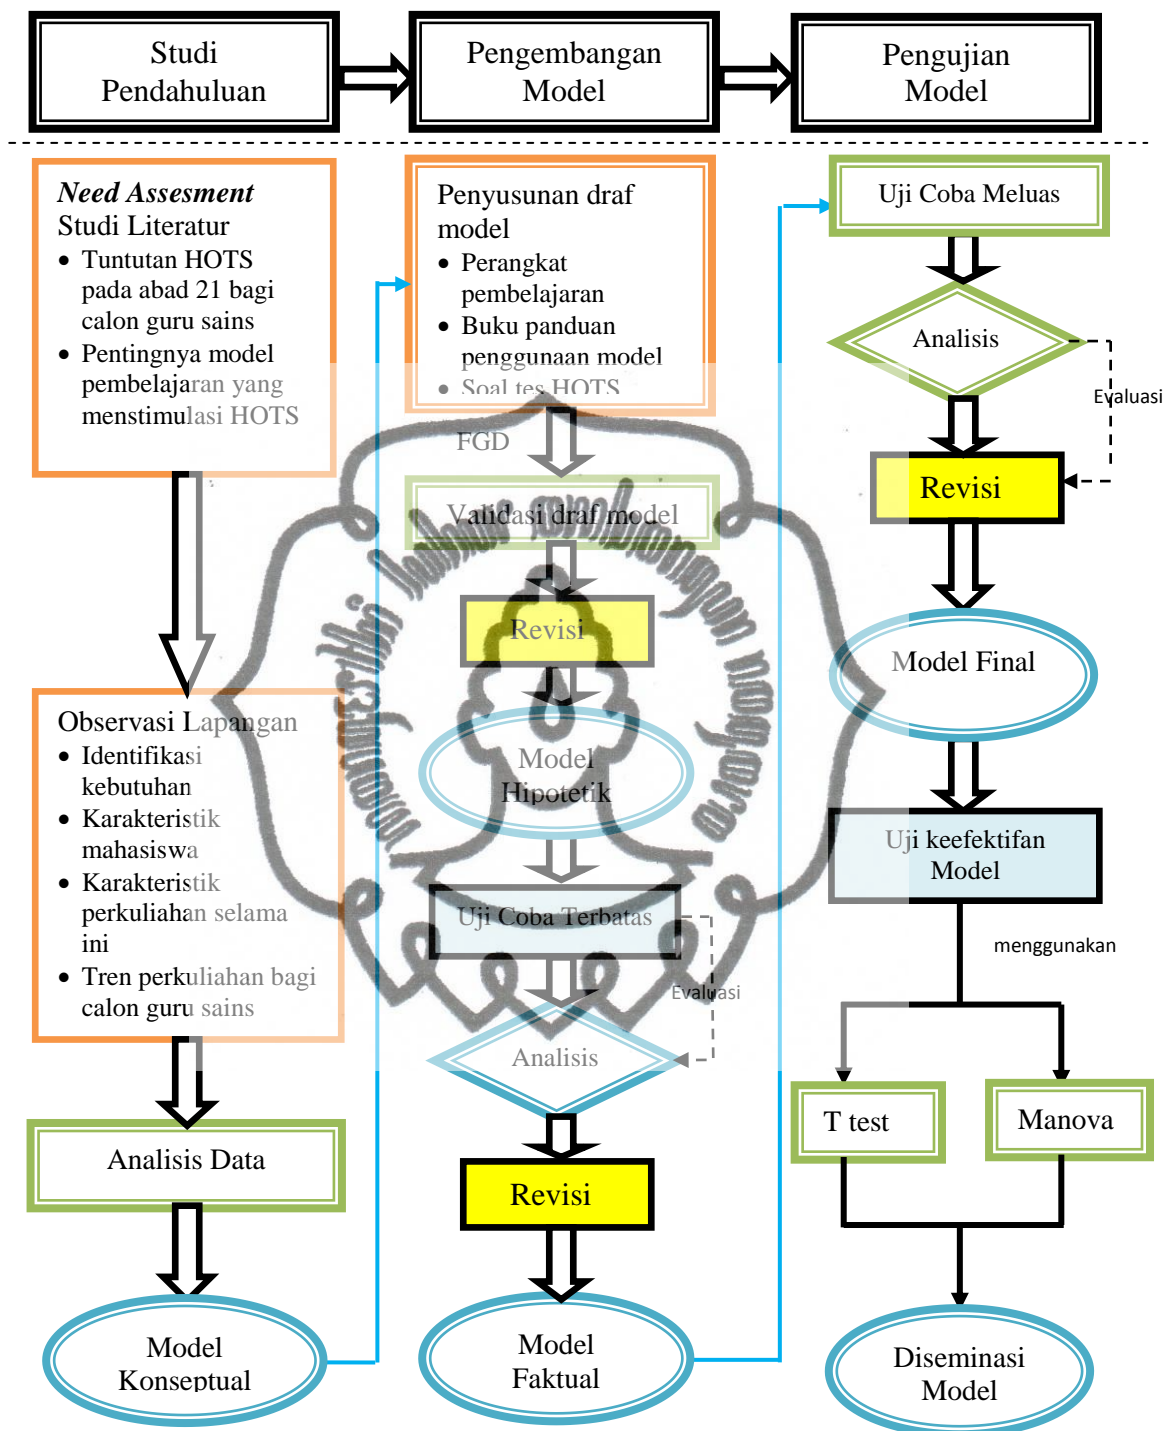 Studi
Pendahuluan
Pengembangan
Model
Pengujian
Model
Need Assesment
Studi Literatur
• Tuntutan HOTS
pada abad 21 bagi
calon guru sains
• Pentingnya model
pembelajaran yang
menstimulasi HOTS
Observasi Lapangan
• Identifikasi
kebutuhan
• Karakteristik
mahasiswa
• Karakteristik
perkuliahan selama
ini
• Tren perkuliahan bagi
calon guru sains
Analisis Data
Model
Konseptual
Penyusunan draf
model
• Perangkat
pembelajaran
• Buku panduan
penggunaan model
• Soal tes HOTS
FGD
Validasi draf model
Revisi
Model
Hipotetik
Uji Coba Terbatas
Evaluasi
Analisis
Revisi
Model
Faktual
Uji Coba Meluas
Analisis
Evaluasi
Revisi
Model Final
Uji keefektifan
Model
menggunakan
T test
Manova
Diseminasi
Model